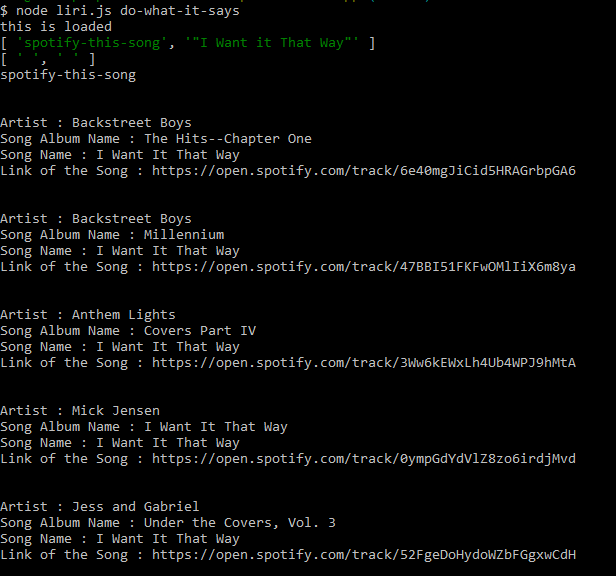 $ node liri.js do-what-it-says
this is loaded
[ 'spotify-this-song', '"I Want it That Way"' ]
[ ' ', ' ' ]
spotify-this-song
Artist : Backstreet Boys
Song Album Name : The Hits--Chapter One
Song Name : I Want It That Way
Link of the Song : https://open.spotify.com/track/6e40mgJiCid5HRAGrbpGA6
Artist : Backstreet Boys
Song Album Name : Millennium
Song Name : I Want It That Way
Link of the Song : https://open.spotify.com/track/47BBI51FKFwOMlIiX6m8ya
Artist : Anthem Lights
Song Album Name : Covers Part IV
Song Name : I Want It That Way
Link of the Song : https://open.spotify.com/track/3Ww6kEWxLh4Ub4WPJ9hMtA
Artist : Mick Jensen
Song Album Name : I Want It That Way
Song Name : I Want It That Way
Link of the Song : https://open.spotify.com/track/0ympGdYdVlZ8zo6irdjMvd
Artist : Jess and Gabriel
Song Album Name : Under the Covers, Vol. 3
Song Name : I Want It That Way
Link of the Song : https://open.spotify.com/track/52FgeDoHydoWZbFGgxwCdH